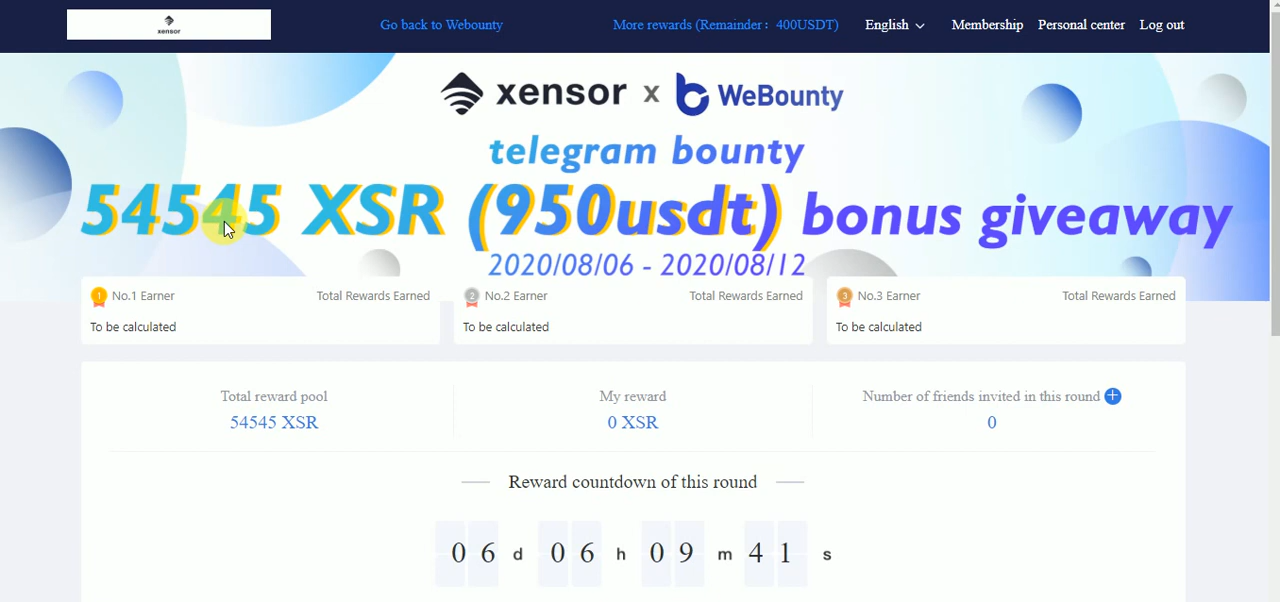 xensor
Go back to Webounty
More rewards (Remainder : 400USDT)
English
Membership
Personal center
Log out
xensor x WeBounty
telegram bounty
54545 XSR (950usdt) bonus giveaway
2020/08/06 - 2020/08/12
1 No.1 Earner
Total Rewards Earned
To be calculated
2 No.2 Earner
Total Rewards Earned
To be calculated
3 No.3 Earner
Total Rewards Earned
To be calculated
Total reward pool
54545 XSR
My reward
0 XSR
Number of friends invited in this round
0
Reward countdown of this round
06 d 06 h 09 m 41 s